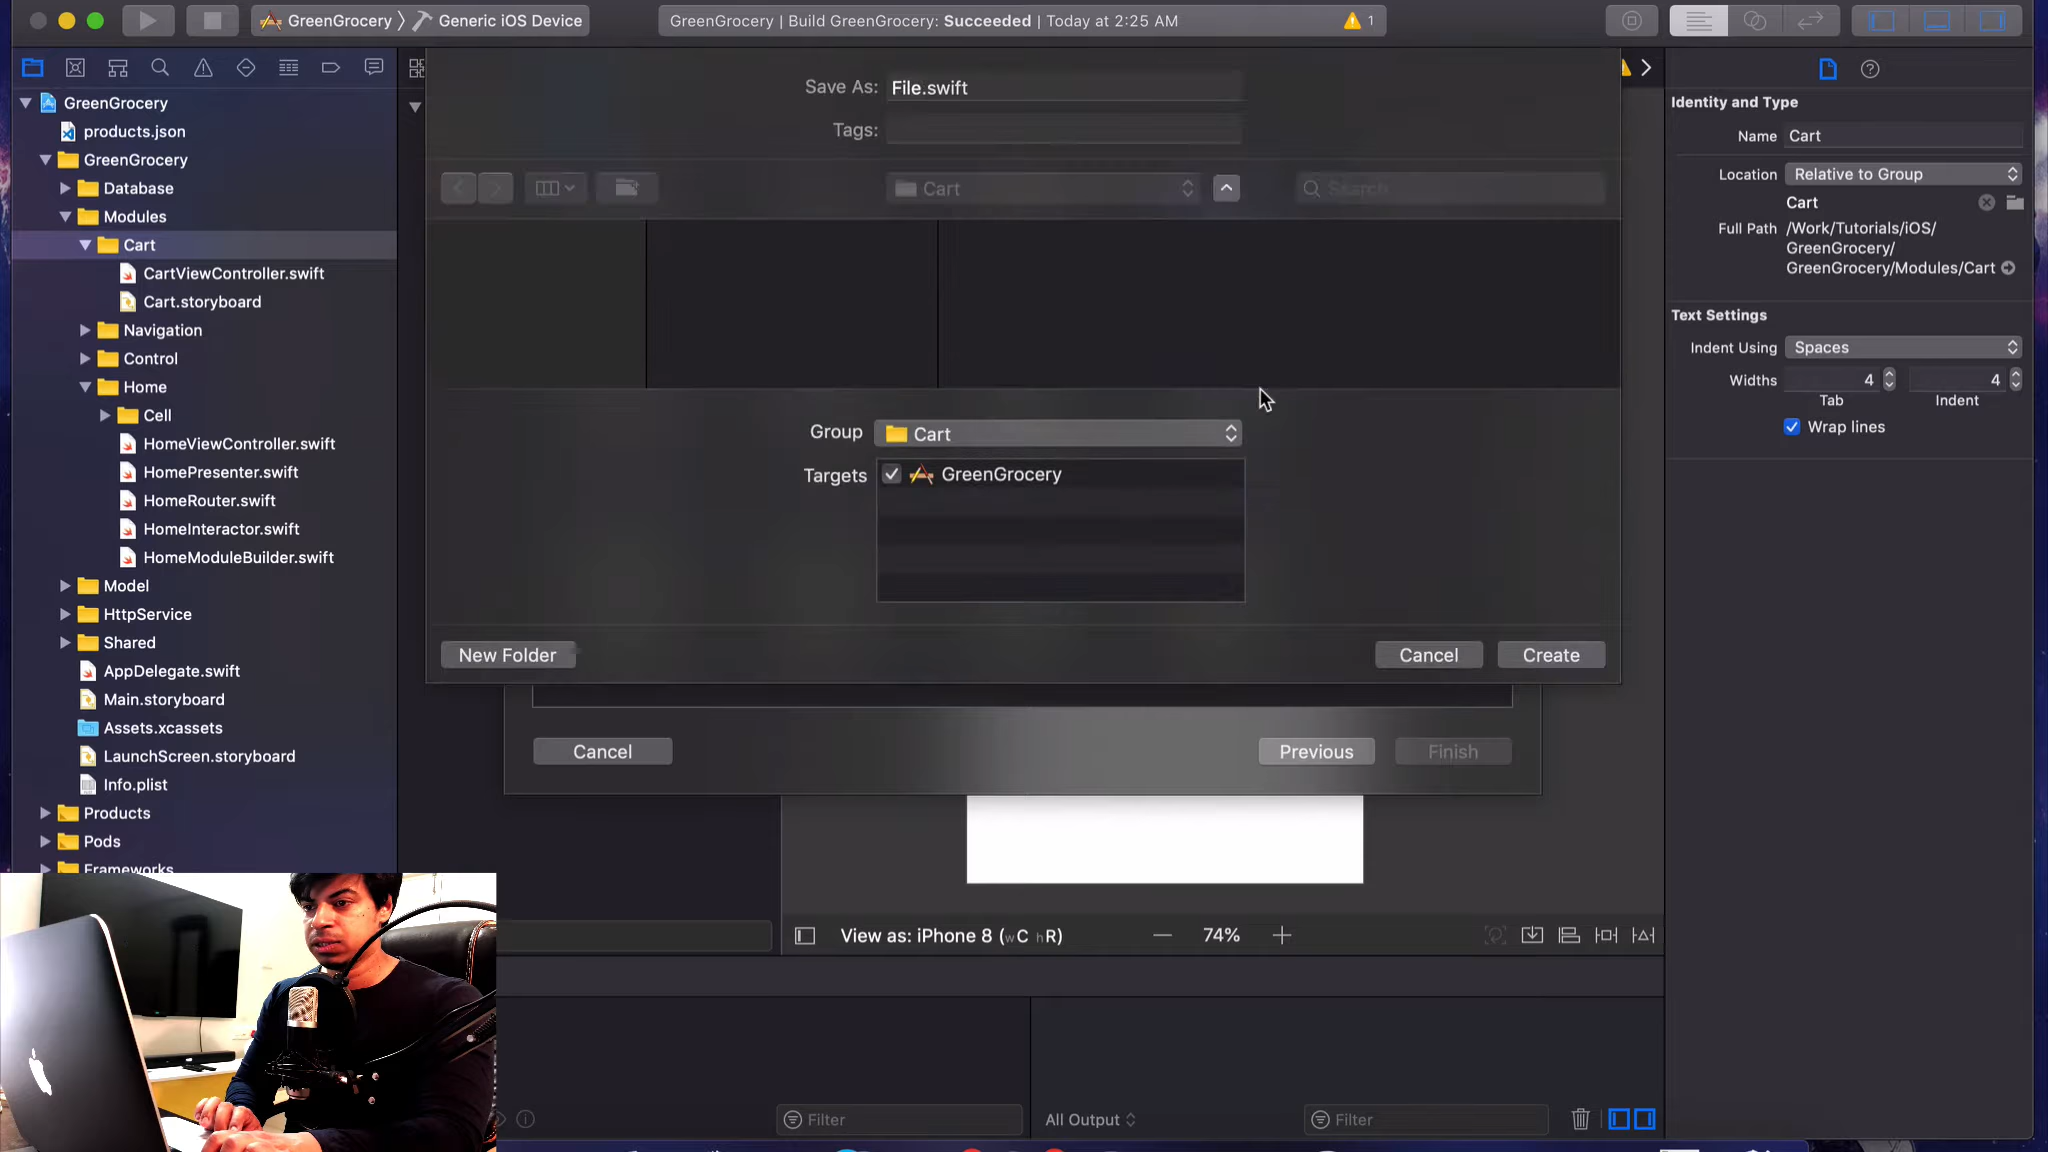 GreenGrocery
Generic iOS Device
GreenGrocery | Build GreenGrocery: Succeeded | Today at 2:25 AM
1
GreenGrocery
products.json
GreenGrocery
Database
Modules
Cart
CartViewController.swift
Cart.storyboard
Navigation
Control
Home
Cell
HomeViewController.swift
HomePresenter.swift
HomeRouter.swift
HomeInteractor.swift
HomeModuleBuilder.swift
Model
HttpService
Shared
AppDelegate.swift
Main.storyboard
Assets.xcassets
LaunchScreen.storyboard
Info.plist
Products
Pods
Frameworks
Save As: File.swift
Tags:
Cart
Search
Group Cart
Targets GreenGrocery
New Folder
Cancel
Create
Cancel
Previous
Finish
View as: iPhone 8 (wC hR)
74%
Filter
All Output
Filter
Identity and Type
Name Cart
Location Relative to Group
Cart
Full Path /Work/Tutorials/iOS/
GreenGrocery/
GreenGrocery/Modules/Cart
Text Settings
Indent Using Spaces
Widths 4 4
Tab Indent
Wrap lines